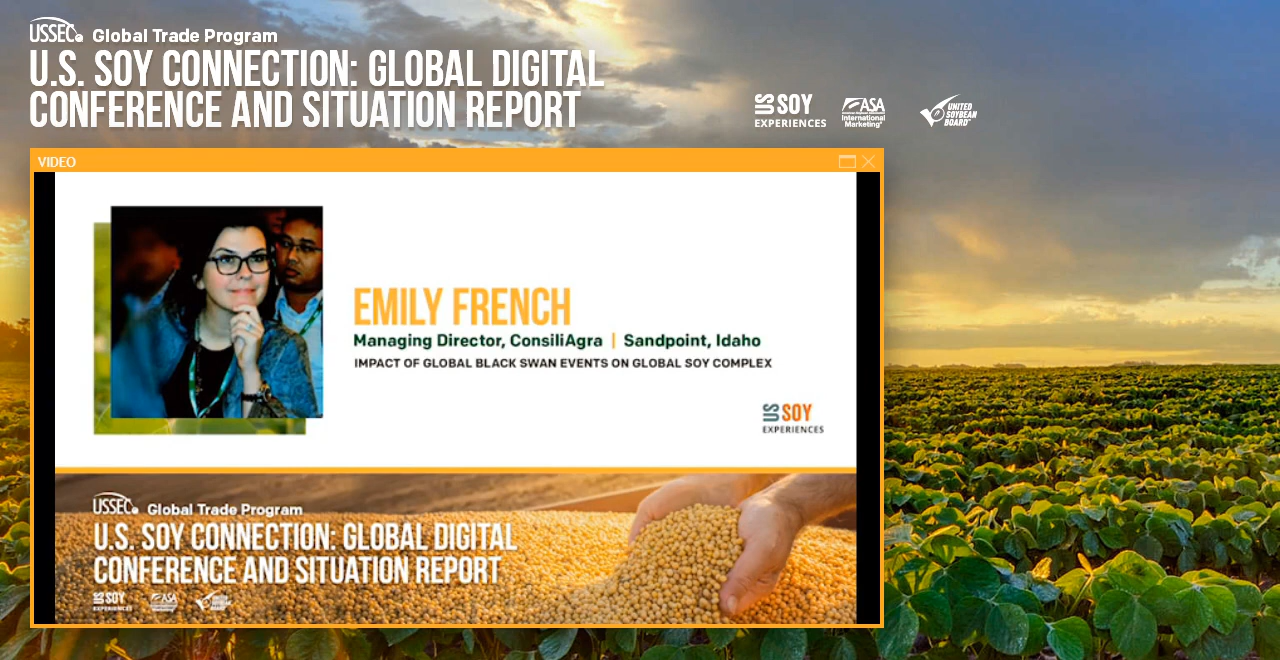 USSEC
Global Trade Program
U.S. SOY CONNECTION: GLOBAL DIGITAL
CONFERENCE AND SITUATION REPORT
US SOY
EXPERIENCES
ASA
International
Marketing
UNITED
SOYBEAN
BOARD
VIDEO
EMILY FRENCH
Managing Director, ConsiliAgra | Sandpoint, Idaho
IMPACT OF GLOBAL BLACK SWAN EVENTS ON GLOBAL SOY COMPLEX
US SOY
EXPERIENCES
USSEC
Global Trade Program
U.S. SOY CONNECTION: GLOBAL DIGITAL
CONFERENCE AND SITUATION REPORT
US SOY
EXPERIENCES
ASA